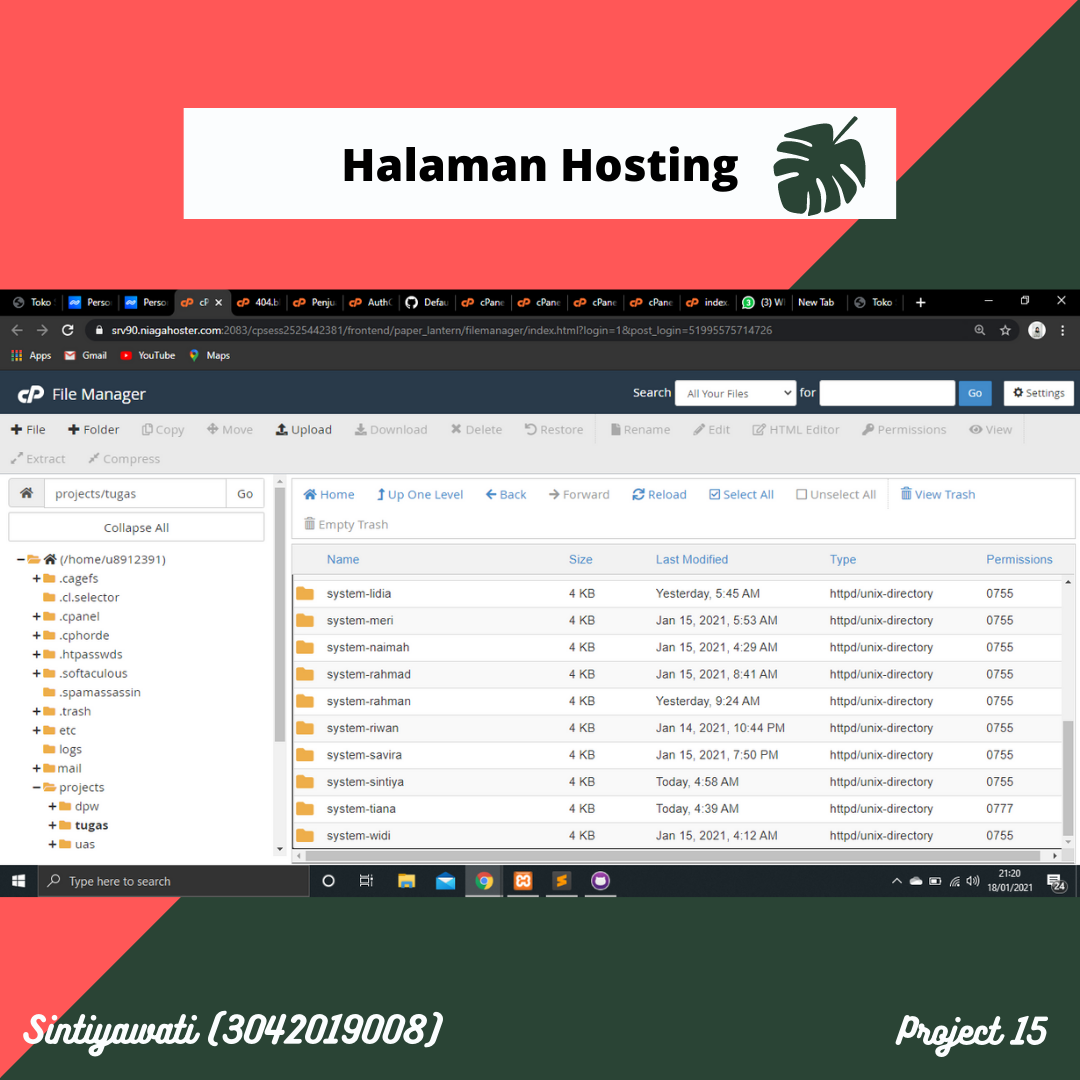 Halaman Hosting
Toko Perso Perso cP 404.b Penju Auth Defau cPane cPane cPane cPane index. (3) W New Tab Toko
srv90.niagahoster.com:2083/cpsess2525442381/frontend/paper_lantern/filemanager/index.html?login=1&post_login=51995575714726
Apps Gmail YouTube Maps
cP File Manager Search All Your Files for Go Settings
File Folder Copy Move Upload Download Delete Restore Rename Edit HTML Editor Permissions View
Extract Compress
projects/tugas Go
Collapse All
(/home/u8912391)
.cagefs
.cl.selector
.cpanel
.cphorde
.htpasswds
.softaculous
.spamassassin
.trash
etc
logs
mail
projects
dpw
tugas
uas
Home Up One Level Back Forward Reload Select All Unselect All View Trash
Empty Trash
Name Size Last Modified Type Permissions
system-lidia 4 KB Yesterday, 5:45 AM httpd/unix-directory 0755
system-meri 4 KB Jan 15, 2021, 5:53 AM httpd/unix-directory 0755
system-naimah 4 KB Jan 15, 2021, 4:29 AM httpd/unix-directory 0755
system-rahmad 4 KB Jan 15, 2021, 8:41 AM httpd/unix-directory 0755
system-rahman 4 KB Yesterday, 9:24 AM httpd/unix-directory 0755
system-riwan 4 KB Jan 14, 2021, 10:44 PM httpd/unix-directory 0755
system-savira 4 KB Jan 15, 2021, 7:50 PM httpd/unix-directory 0755
system-sintiya 4 KB Today, 4:58 AM httpd/unix-directory 0755
system-tiana 4 KB Today, 4:39 AM httpd/unix-directory 0777
system-widi 4 KB Jan 15, 2021, 4:12 AM httpd/unix-directory 0755
Type here to search
21:20
18/01/2021
24
Sintiyawati (3042019008)
Project 15